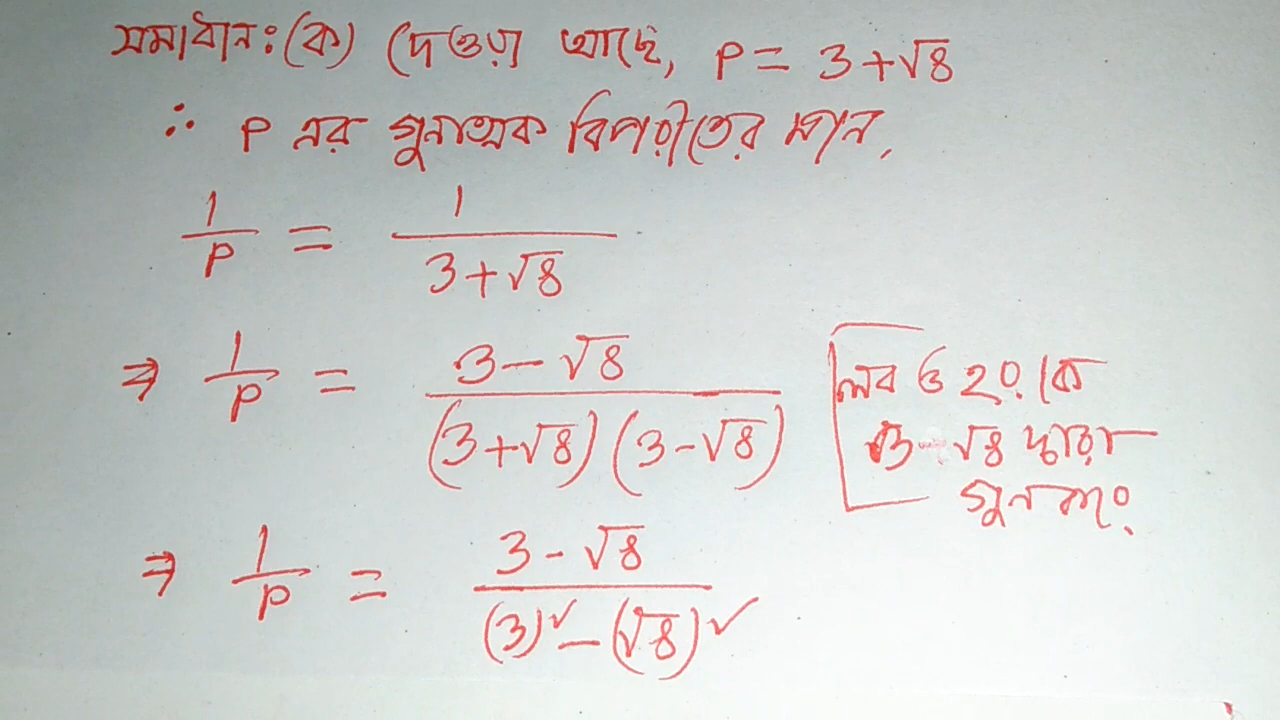 সমাধান: (ক) দেওয়া আছে, P = 3+√8
∴ P এর গুনাত্মক বিপরীতের মান,
1/P = 1/(3+√8)
⇒ 1/P = (3-√8)/((3+√8)(3-√8)) [লব ও হর কে
3-√8 দ্বারা
গুন করে
⇒ 1/P = (3-√8)/((3)² - (√8)²)